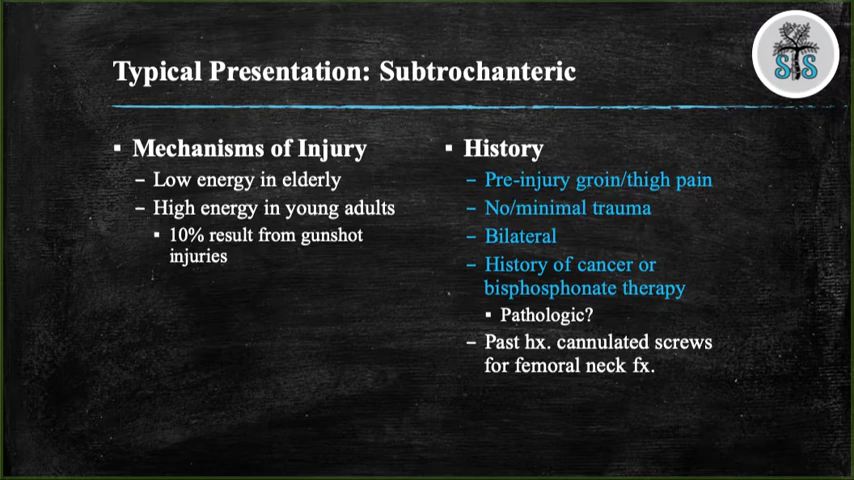 Typical Presentation: Subtrochanteric
STS
▪ Mechanisms of Injury
– Low energy in elderly
– High energy in young adults
▪ 10% result from gunshot
injuries
▪ History
– Pre-injury groin/thigh pain
– No/minimal trauma
– Bilateral
– History of cancer or
bisphosphonate therapy
▪ Pathologic?
– Past hx. cannulated screws
for femoral neck fx.